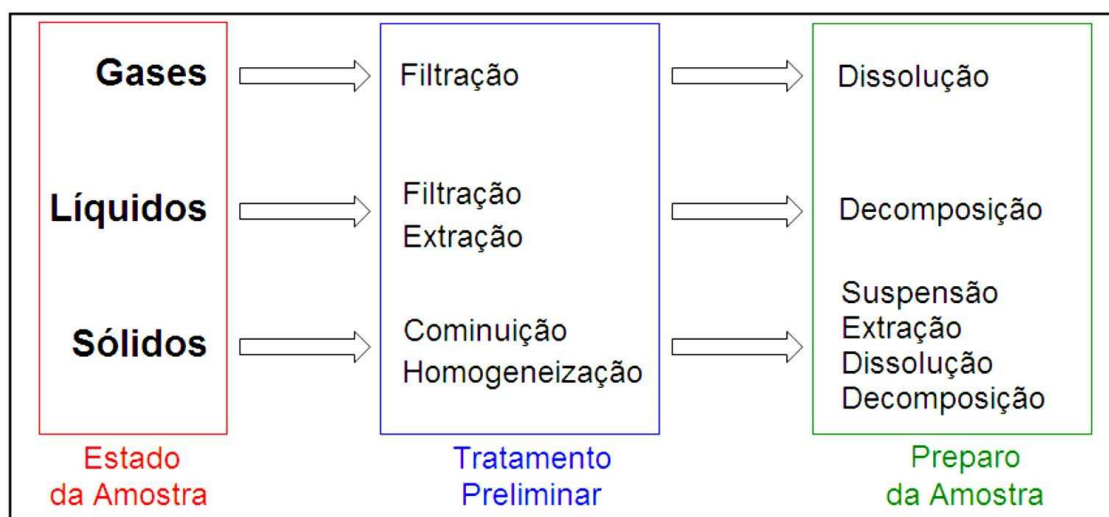 Gases
Filtração
Dissolução
Líquidos
Filtração
Extração
Decomposição
Sólidos
Cominuição
Homogeneização
Suspensão
Extração
Dissolução
Decomposição
Estado
da Amostra
Tratamento
Preliminar
Preparo
da Amostra